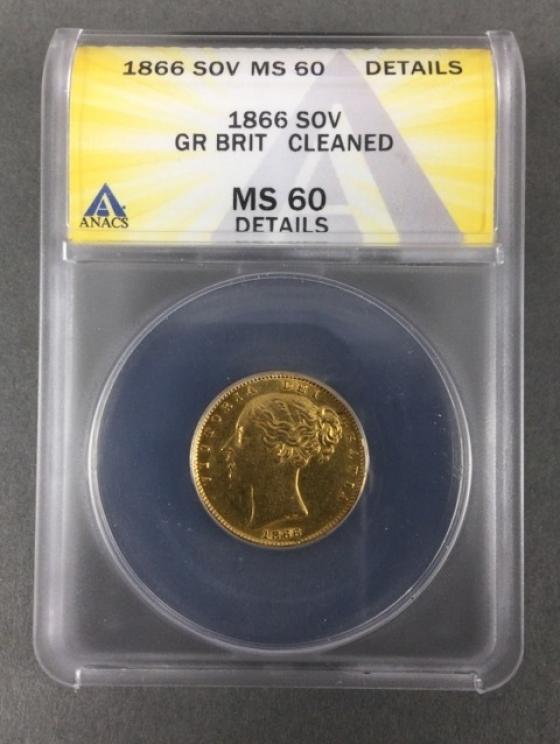 1866 SOV MS 60 DETAILS
1866 SOV
GR BRIT CLEANED
MS 60
DETAILS
ANACS
VICTORIA DEI GRATIA
1866